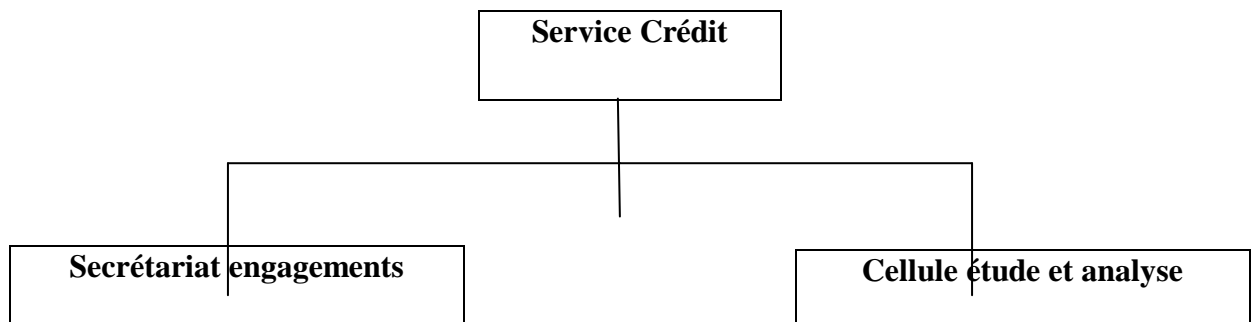 Service Crédit
Secrétariat engagements
Cellule étude et analyse